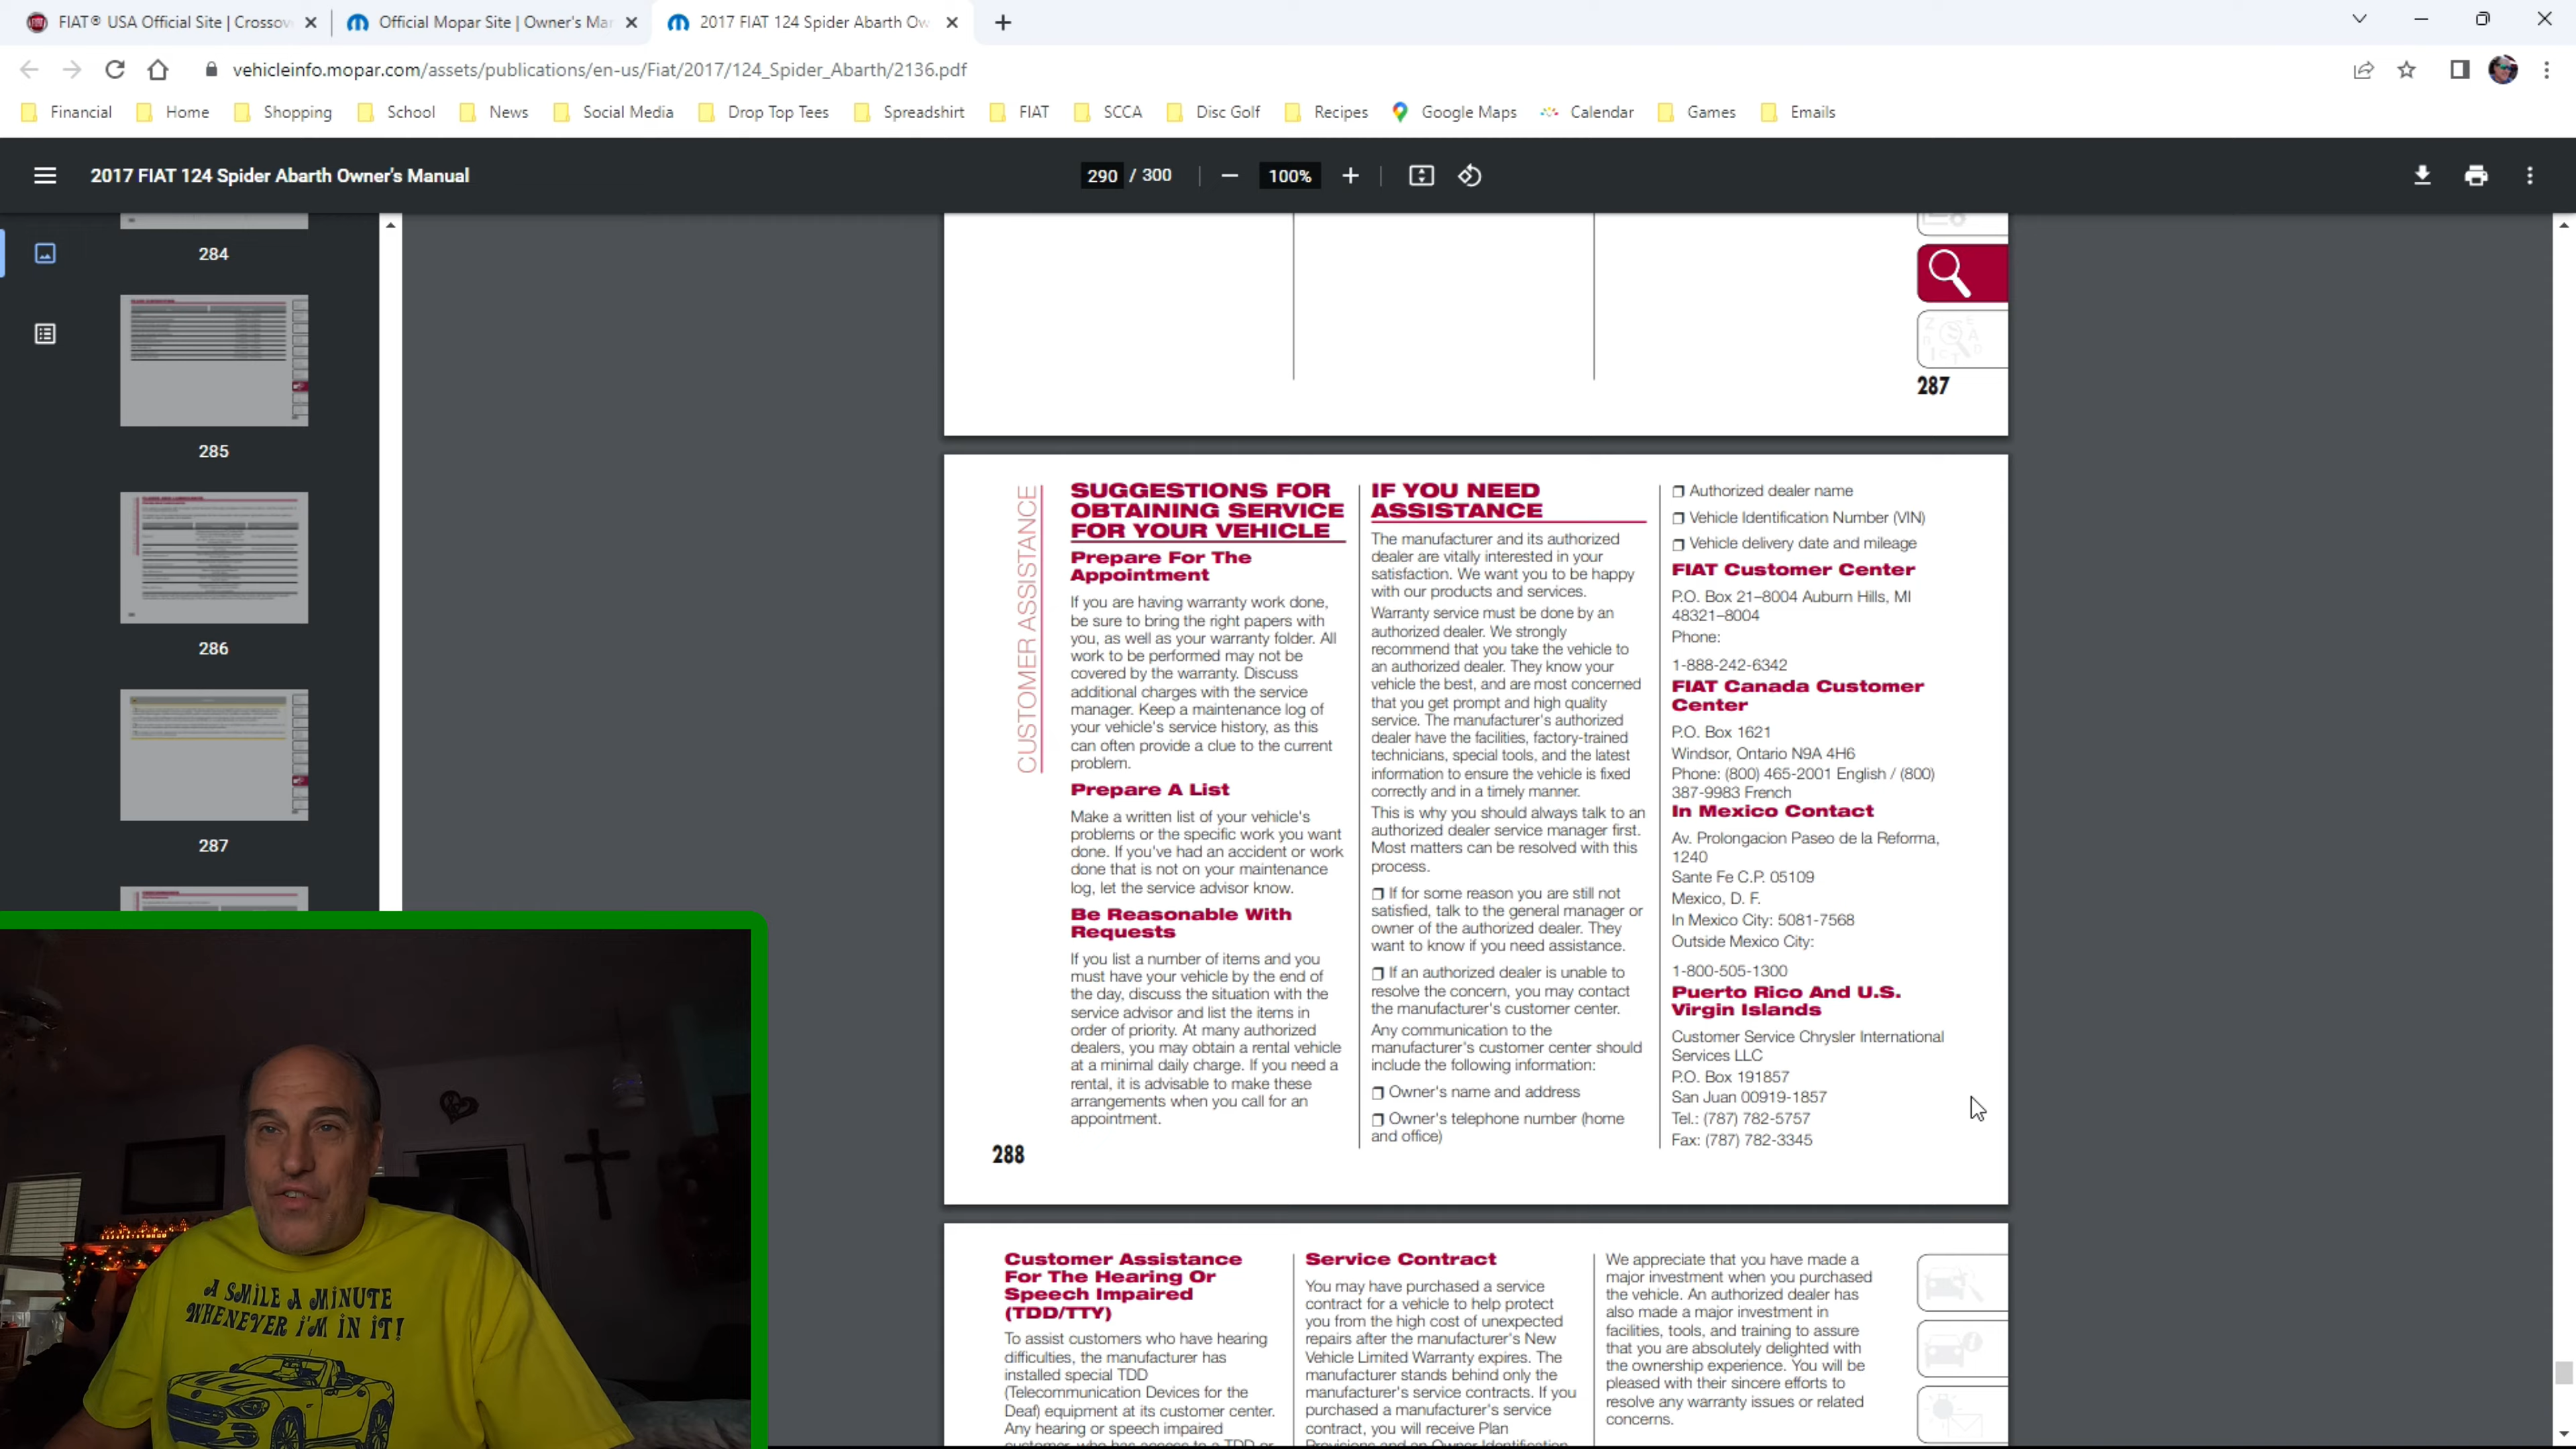 FIAT® USA Official Site | Crossov
Official Mopar Site | Owner's Mar
2017 FIAT 124 Spider Abarth Ow
vehicleinfo.mopar.com/assets/publications/en-us/Fiat/2017/124_Spider_Abarth/2136.pdf
Financial Home Shopping School News Social Media Drop Top Tees Spreadshirt FIAT SCCA Disc Golf Recipes Google Maps Calendar Games Emails
2017 FIAT 124 Spider Abarth Owner's Manual
290 / 300
100%
284
285
286
287
287
CUSTOMER ASSISTANCE
SUGGESTIONS FOR
OBTAINING SERVICE
FOR YOUR VEHICLE
Prepare For The
Appointment
If you are having warranty work done,
be sure to bring the right papers with
you, as well as your warranty folder. All
work to be performed may not be
covered by the warranty. Discuss
additional charges with the service
manager. Keep a maintenance log of
your vehicle's service history, as this
can often provide a clue to the current
problem.
Prepare A List
Make a written list of your vehicle's
problems or the specific work you want
done. If you've had an accident or work
done that is not on your maintenance
log, let the service advisor know.
Be Reasonable With
Requests
If you list a number of items and you
must have your vehicle by the end of
the day, discuss the situation with the
service advisor and list the items in
order of priority. At many authorized
dealers, you may obtain a rental vehicle
at a minimal daily charge. If you need a
rental, it is advisable to make these
arrangements when you call for an
appointment.
288
IF YOU NEED
ASSISTANCE
The manufacturer and its authorized
dealer are vitally interested in your
satisfaction. We want you to be happy
with our products and services.
Warranty service must be done by an
authorized dealer. We strongly
recommend that you take the vehicle to
an authorized dealer. They know your
vehicle the best, and are most concerned
that you get prompt and high quality
service. The manufacturer's authorized
dealer have the facilities, factory-trained
technicians, special tools, and the latest
information to ensure the vehicle is fixed
correctly and in a timely manner.
This is why you should always talk to an
authorized dealer service manager first.
Most matters can be resolved with this
process.
❒ If for some reason you are still not
satisfied, talk to the general manager or
owner of the authorized dealer. They
want to know if you need assistance.
❒ If an authorized dealer is unable to
resolve the concern, you may contact
the manufacturer's customer center.
Any communication to the
manufacturer's customer center should
include the following information:
❒ Owner's name and address
❒ Owner's telephone number (home
and office)
❒ Authorized dealer name
❒ Vehicle Identification Number (VIN)
❒ Vehicle delivery date and mileage
FIAT Customer Center
P.O. Box 21–8004 Auburn Hills, MI
48321–8004
Phone:
1-888-242-6342
FIAT Canada Customer
Center
P.O. Box 1621
Windsor, Ontario N9A 4H6
Phone: (800) 465-2001 English / (800)
387-9983 French
In Mexico Contact
Av. Prolongacion Paseo de la Reforma,
1240
Sante Fe C.P. 05109
Mexico, D. F.
In Mexico City: 5081-7568
Outside Mexico City:
1-800-505-1300
Puerto Rico And U.S.
Virgin Islands
Customer Service Chrysler International
Services LLC
P.O. Box 191857
San Juan 00919-1857
Tel.: (787) 782-5757
Fax: (787) 782-3345
Customer Assistance
For The Hearing Or
Speech Impaired
(TDD/TTY)
To assist customers who have hearing
difficulties, the manufacturer has
installed special TDD
(Telecommunication Devices for the
Deaf) equipment at its customer center.
Any hearing or speech impaired
customer, who has access to a TDD or
Service Contract
You may have purchased a service
contract for a vehicle to help protect
you from the high cost of unexpected
repairs after the manufacturer's New
Vehicle Limited Warranty expires. The
manufacturer stands behind only the
manufacturer's service contracts. If you
purchased a manufacturer's service
contract, you will receive Plan
Provisions and an Owner Identification
We appreciate that you have made a
major investment when you purchased
the vehicle. An authorized dealer has
also made a major investment in
facilities, tools, and training to assure
that you are absolutely delighted with
the ownership experience. You will be
pleased with their sincere efforts to
resolve any warranty issues or related
concerns.
A SMILE A MINUTE
WHENEVER I'M IN IT!